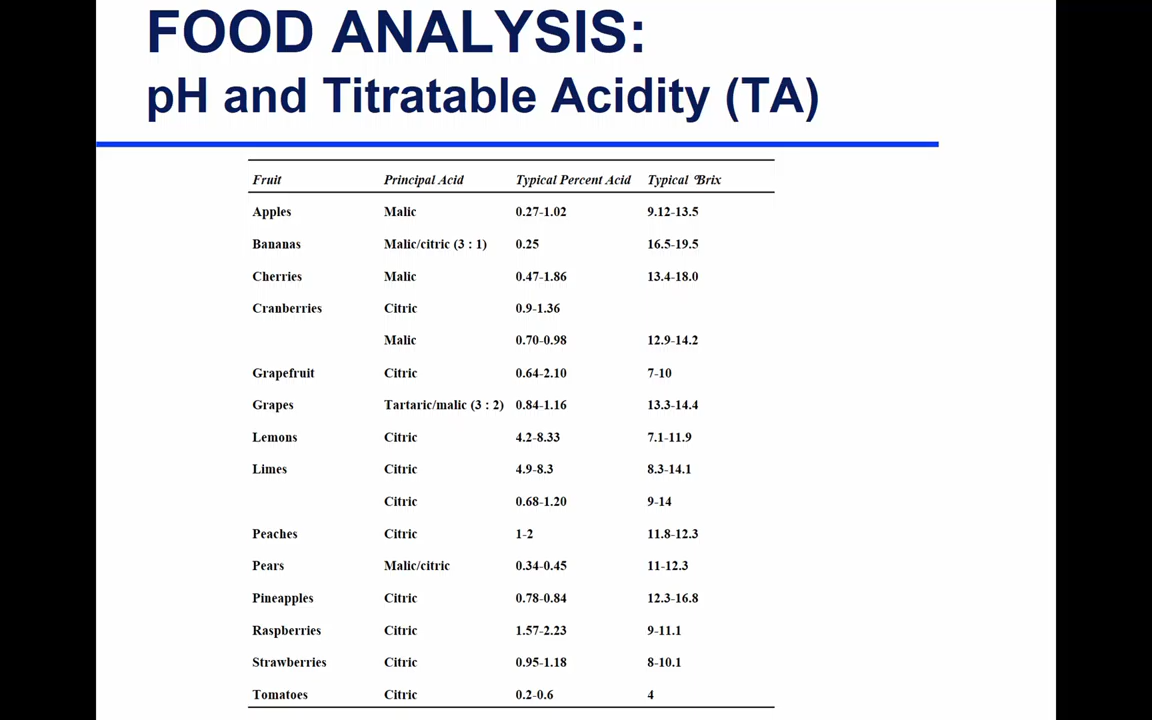 FOOD ANALYSIS:
pH and Titratable Acidity (TA)
Fruit Principal Acid Typical Percent Acid Typical °Brix
Apples Malic 0.27-1.02 9.12-13.5
Bananas Malic/citric (3 : 1) 0.25 16.5-19.5
Cherries Malic 0.47-1.86 13.4-18.0
Cranberries Citric 0.9-1.36
Malic 0.70-0.98 12.9-14.2
Grapefruit Citric 0.64-2.10 7-10
Grapes Tartaric/malic (3 : 2) 0.84-1.16 13.3-14.4
Lemons Citric 4.2-8.33 7.1-11.9
Limes Citric 4.9-8.3 8.3-14.1
Citric 0.68-1.20 9-14
Peaches Citric 1-2 11.8-12.3
Pears Malic/citric 0.34-0.45 11-12.3
Pineapples Citric 0.78-0.84 12.3-16.8
Raspberries Citric 1.57-2.23 9-11.1
Strawberries Citric 0.95-1.18 8-10.1
Tomatoes Citric 0.2-0.6 4